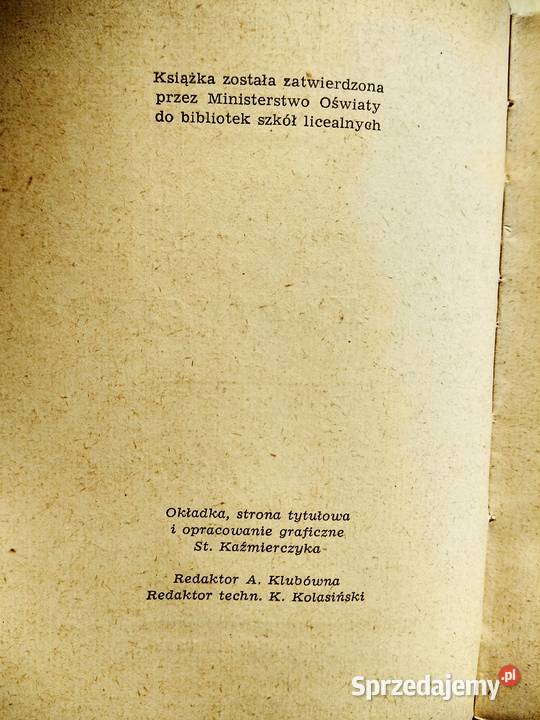 Książka została zatwierdzona
przez Ministerstwo Oświaty
do bibliotek szkół licealnych
Okładka, strona tytułowa
i opracowanie graficzne
St. Kaźmierczyka
Redaktor A. Klubówna
Redaktor techn. K. Kolasiński
Sprzedajemy.pl